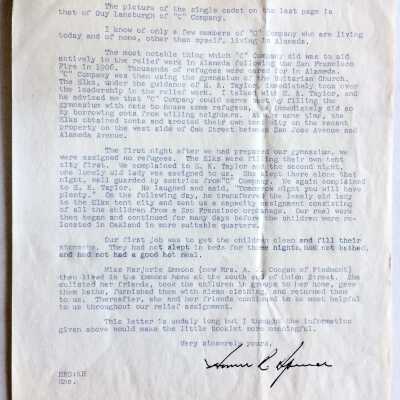 The picture of the single cadet on the last page is
that of Guy Lansburgh of "C" Company.
I know of only a few members of "C" Company who are living
today and of none, other than myself, living in Alameda.
The most notable thing which "C" Company did was to aid
actively in the relief work in Alameda following the San Francisco
Fire in 1906. Thousands of refugees were cared for in Alameda.
"C" Company was then using the gymnasium of the Unitarian Church.
The Elks, under the guidance of H. A. Taylor, immediately took over
the leadership in the relief work. I talked with H. A. Taylor, and
he advised me that "C" Company could serve best by filling the
gymnasium with cots to house some refugees. We immediately did so
by borrowing cots from willing neighbors. At the same time, the
Elks obtained tents and erected their own tent city on the vacant
property on the west side of Oak Street between San Jose Avenue and
Alameda Avenue.
The first night after we had prepared our gymnasium, we
were assigned no refugees. The Elks were filling their own tent
city first. We complained to H. A. Taylor and the second night,
one lonely old lady was assigned to us. She slept there alone that
night, well guarded by sentries from "C" Company. We again complained
to H. A. Taylor. He laughed and said, "Tomorrow night you will have
plenty." On the following day, he transferred the lonely old lady
to the Elks tent city and sent us a capacity assignment consisting
of all the children from a San Francisco orphanage. Our real work
then began and continued for many days before the children were re-
located in Oakland in more suitable quarters.
Our first job was to get the children clean and fill their
stomachs. They had not slept in beds for three nights, had not bathed,
and had not had a good hot meal.
Miss Marjorie Emmons (now Mrs. A. Coogan of Piedmont)
then lived in the Emmons home at the south end of Union Street. She
enlisted her friends, took the children in groups to her home, gave
them baths, furnished them with clean clothing, and returned them
to us. Thereafter, she and her friends continued to be most helpful
to us throughout our relief assignment.
This letter is unduly long but I thought the information
given above would make the little booklet more meaningful.
Very sincerely yours,